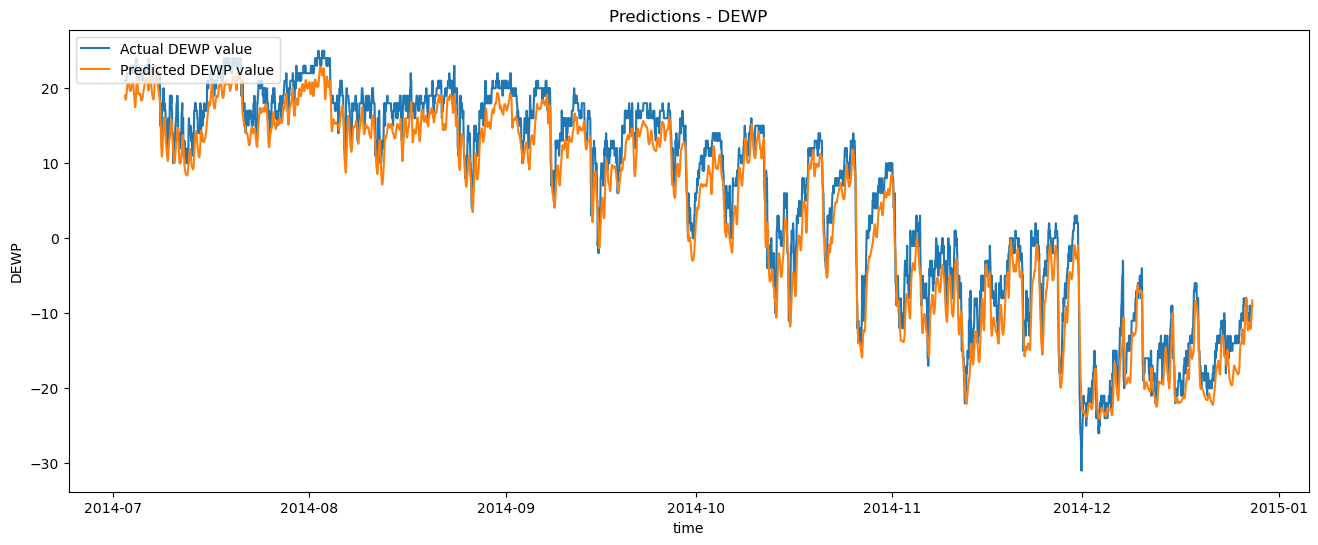 Predictions - DEWP
Actual DEWP value
Predicted DEWP value
DEWP
20
10
0
−10
−20
−30
2014-07
2014-08
2014-09
2014-10
2014-11
2014-12
2015-01
time